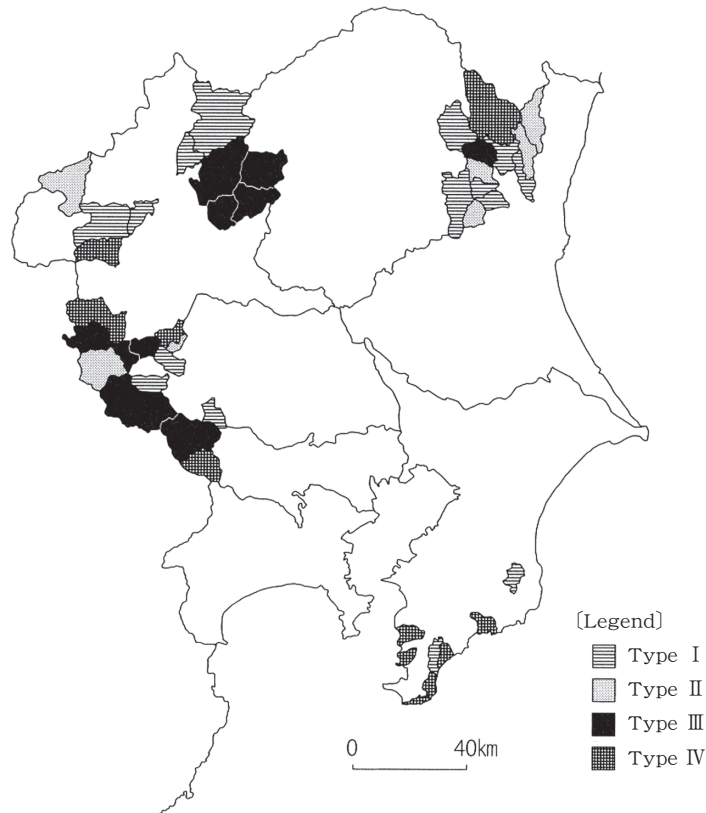 〔Legend〕
Type Ⅰ
Type Ⅱ
Type Ⅲ
Type Ⅳ
0 40km